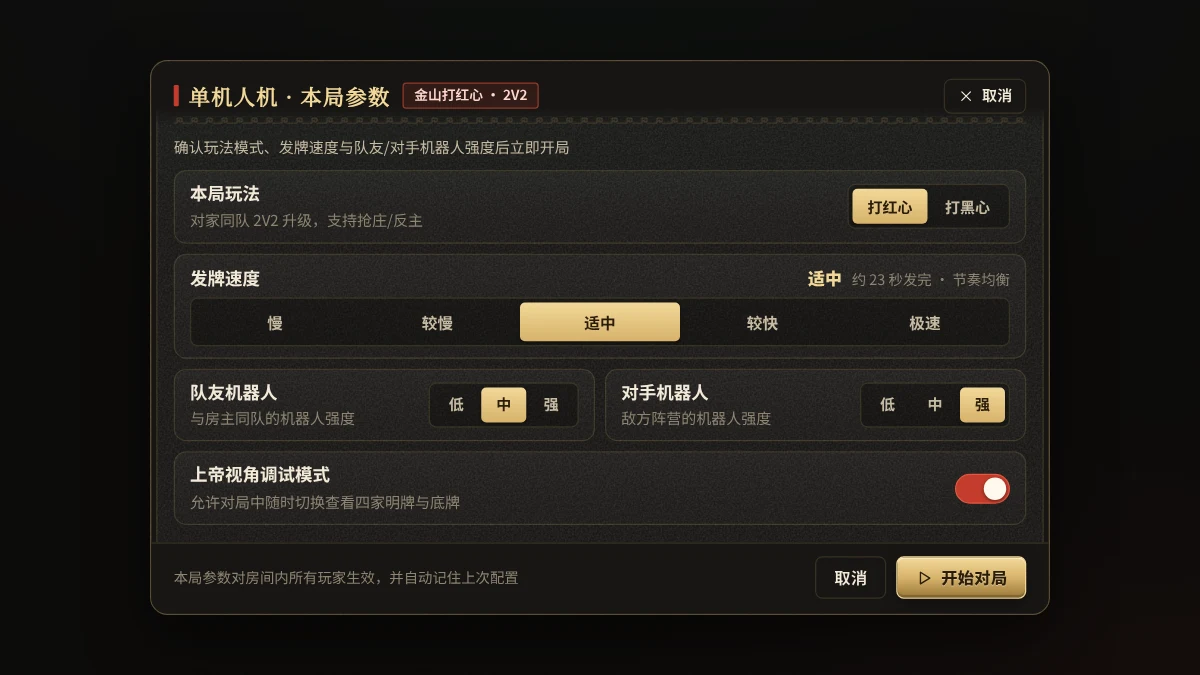 单机人机 · 本局参数
金山打红心 · 2V2
取消
确认玩法模式、发牌速度与队友/对手机器人强度后立即开局
本局玩法
对家同队 2V2 升级，支持抢庄/反主
打红心
打黑心
发牌速度
适中 约 23 秒发完 · 节奏均衡
慢
较慢
适中
较快
极速
队友机器人
与房主同队的机器人强度
低
中
强
对手机器人
敌方阵营的机器人强度
低
中
强
上帝视角调试模式
允许对局中随时切换查看四家明牌与底牌
本局参数对房间内所有玩家生效，并自动记住上次配置
取消
开始对局